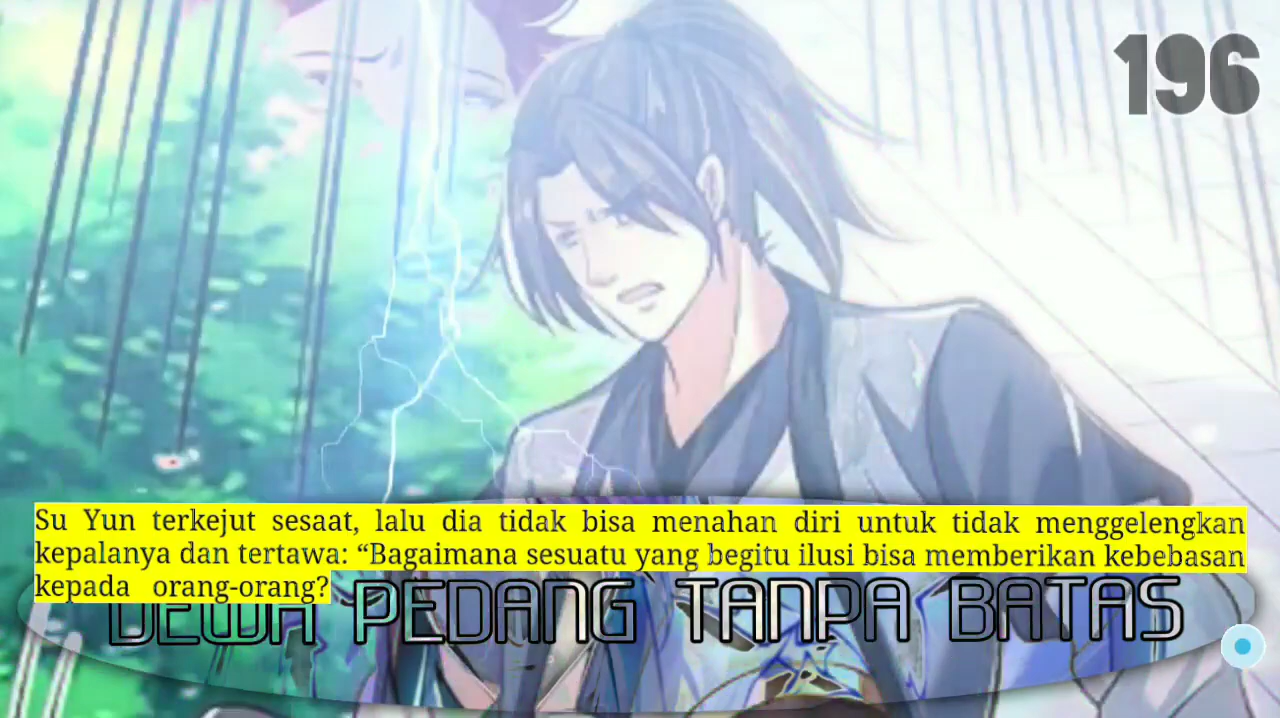 196
Su Yun terkejut sesaat, lalu dia tidak bisa menahan diri untuk tidak menggelengkan
kepalanya dan tertawa: “Bagaimana sesuatu yang begitu ilusi bisa memberikan kebebasan
kepada orang-orang?
DEWA PEDANG TANPA BATAS